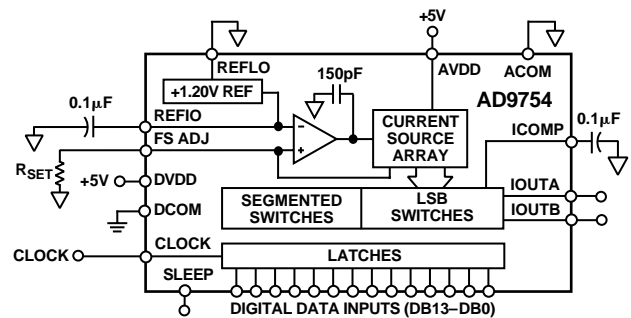 +5V
REFLO
150pF
AVDD
ACOM
+1.20V REF
AD9754
0.1µF
REFIO
CURRENT
SOURCE
ARRAY
ICOMP
0.1µF
FS ADJ
RSET
+5V
DVDD
DCOM
SEGMENTED
SWITCHES
LSB
SWITCHES
IOUTA
IOUTB
CLOCK
CLOCK
LATCHES
SLEEP
DIGITAL DATA INPUTS (DB13–DB0)